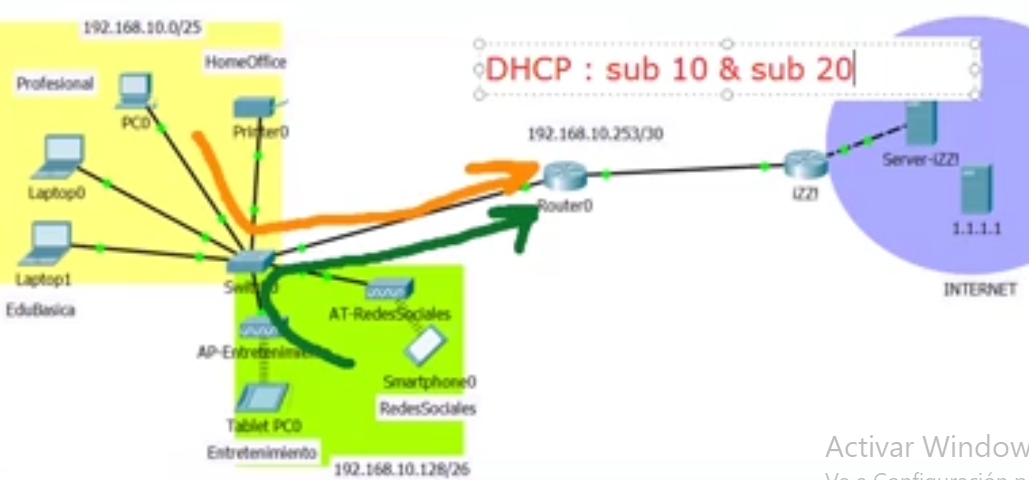 192.168.10.0/25
HomeOffice
DHCP : sub 10 & sub 20
Profesional
PC0
Printer0
192.168.10.253/30
Server-iZZI
Laptop0
Router0
iZZI
1.1.1.1
Laptop1
INTERNET
EduBasica
AT-RedesSociales
AP-Entretenimiento
Smartphone0
RedesSociales
Tablet PC0
Entretenimiento
192.168.10.128/26
Activar Window